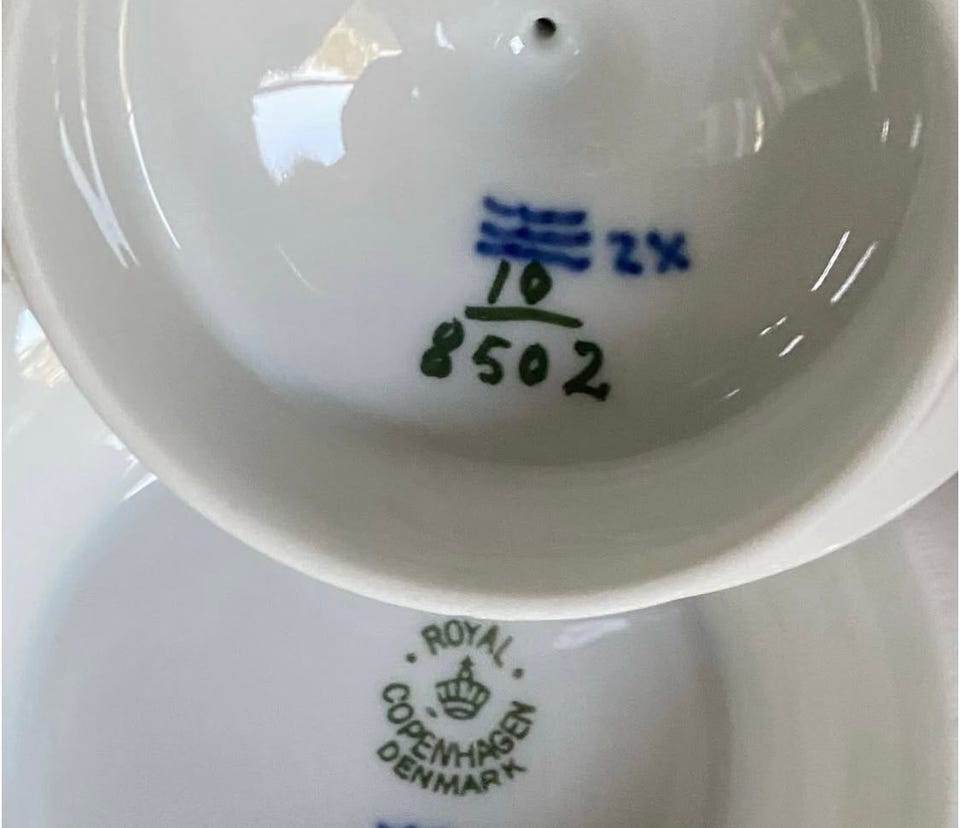 2X
10
8502
ROYAL
COPENHAGEN
DENMARK